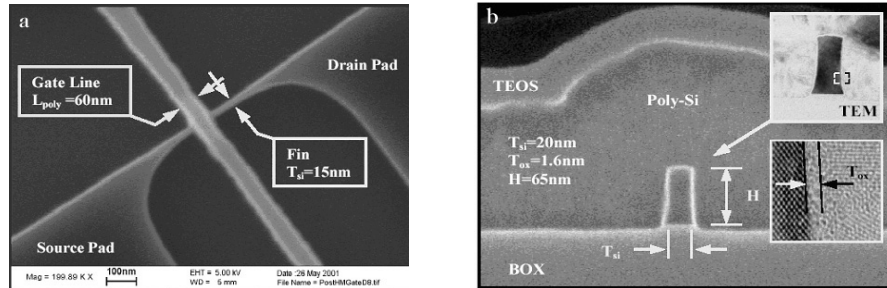 a
Drain Pad
Gate Line
Lpoly =60nm
Fin
Tsi=15nm
Source Pad
Mag = 199.89 K X
100nm
EHT = 5.00 kV
WD = 5 mm
Date :26 May 2001
File Name = PostHMGateDB.tif
b
TEOS
Poly-Si
TEM
Tsi=20nm
Tox=1.6nm
H=65nm
Tox
H
Tsi
BOX